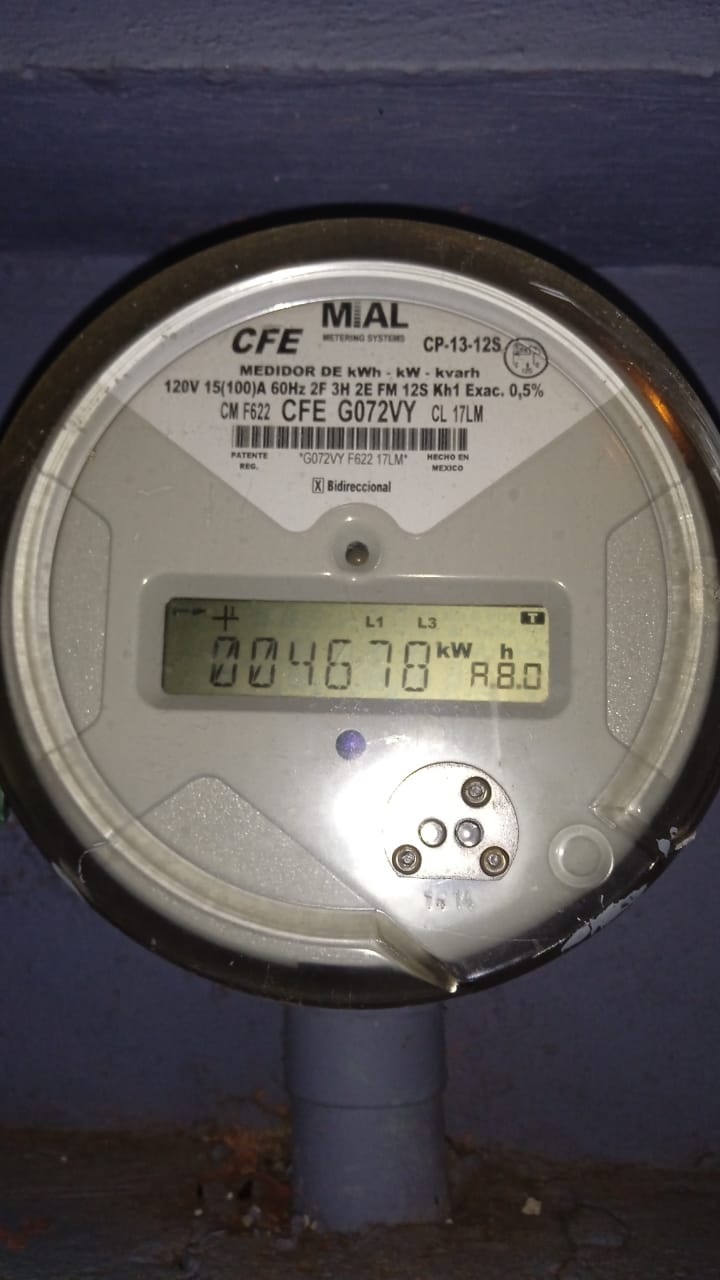 MIAL
METERING SYSTEMS
CFE
CP-13-12S
MEDIDOR DE kWh - kW - kvarh
120V 15(100)A 60Hz 2F 3H 2E FM 12S Kh1 Exac. 0,5%
CM F622 CFE G072VY CL 17LM
PATENTE REG.
*G072VY F622 17LM*
HECHO EN MEXICO
X Bidireccional
L1 L3 T
004678 kW h A.8.0